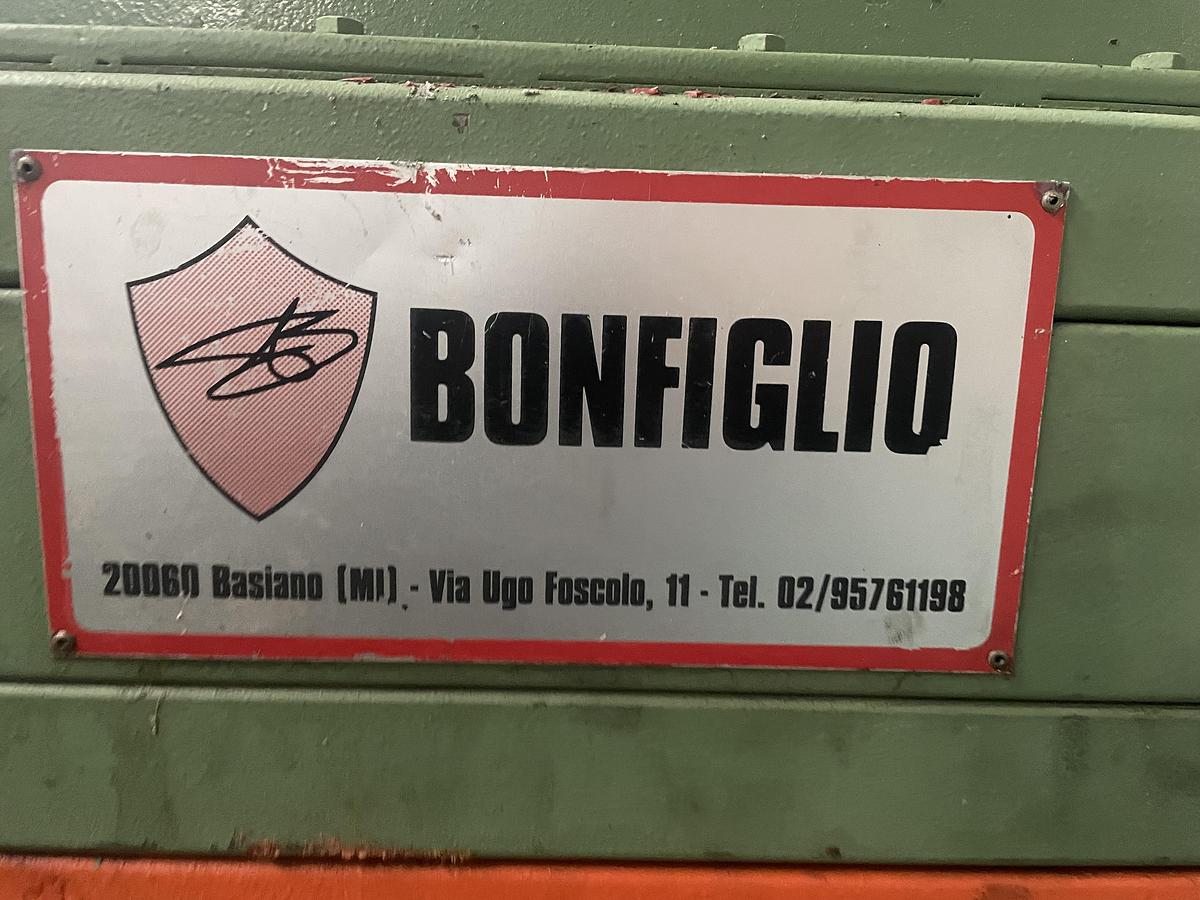 BONFIGLIO
20060 Basiano (MI) - Via Ugo Foscolo, 11 - Tel. 02/95761198